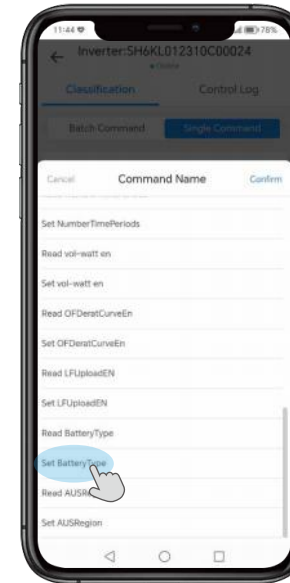 11:44
78%
Inverter:SH6KL012310C00024
Online
Classification Control Log
Batch Command Single Command
Cancel Command Name Confirm
Set NumberTimePeriods
Read vol-watt en
Set vol-watt en
Read OFDeratCurveEn
Set OFDeratCurveEn
Read LFUploadEN
Set LFUploadEN
Read BatteryType
Set BatteryType
Read AUSRe
Set AUSRegion